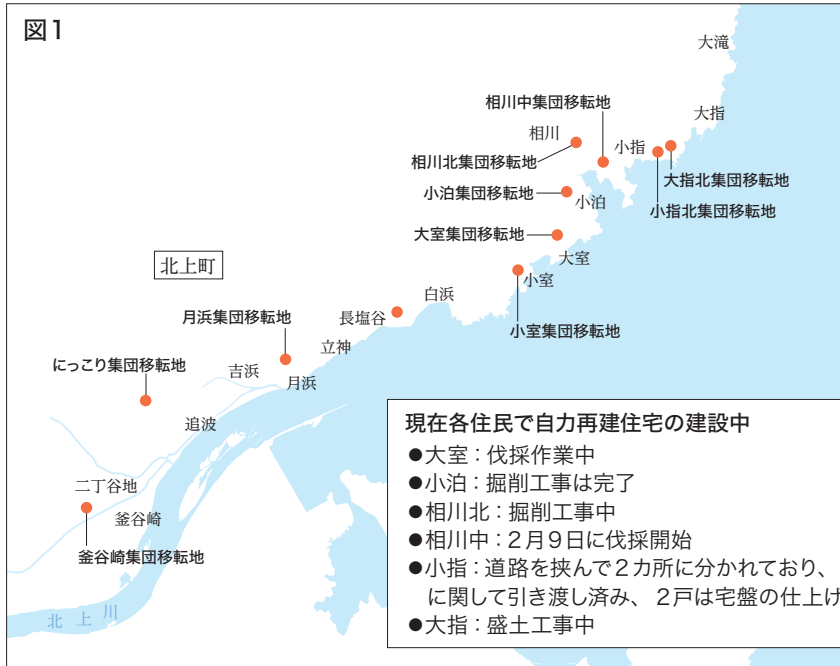 図1
大滝
相川中集団移転地
大指
相川
小指
相川北集団移転地
大指北集団移転地
小泊集団移転地
小泊
小指北集団移転地
大室集団移転地
大室
北上町
小室
白浜
月浜集団移転地
長塩谷
小室集団移転地
立神
にっこり集団移転地
吉浜
月浜
追波
二丁谷地
釜谷崎
釜谷崎集団移転地
北上川
現在各住民で自力再建住宅の建設中
●大室：伐採作業中
●小泊：掘削工事は完了
●相川北：掘削工事中
●相川中：2月9日に伐採開始
●小指：道路を挟んで2カ所に分かれており、
に関して引き渡し済み、2戸は宅盤の仕上げ
●大指：盛土工事中